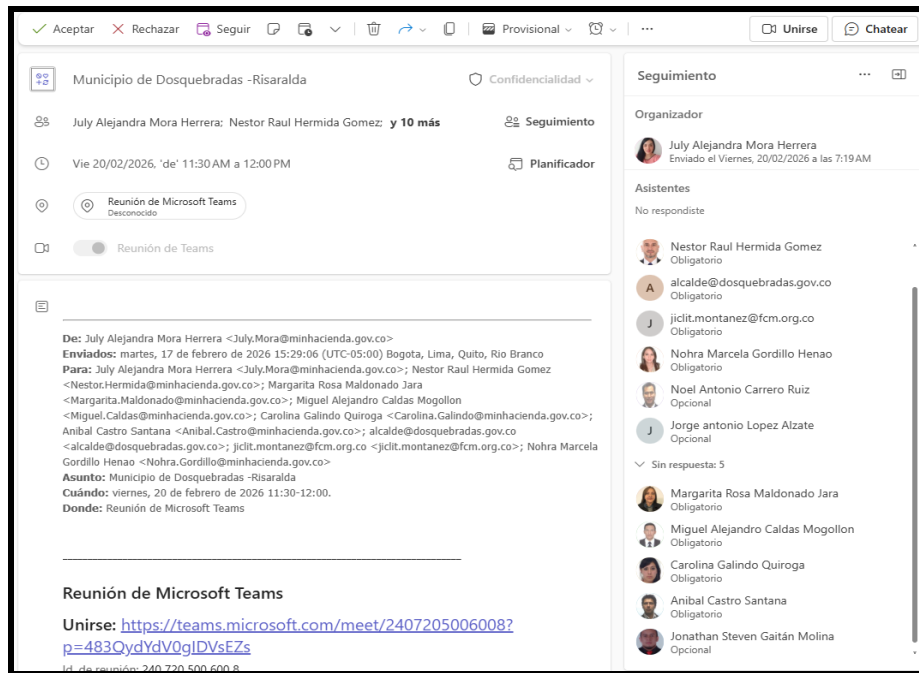 Aceptar Rechazar Seguir Provisional ... Unirse Chatear
Municipio de Dosquebradas -Risaralda Confidencialidad
July Alejandra Mora Herrera; Nestor Raul Hermida Gomez; y 10 más Seguimiento
Vie 20/02/2026, 'de' 11:30 AM a 12:00 PM Planificador
Reunión de Microsoft Teams
Desconocido
Reunión de Teams
De: July Alejandra Mora Herrera <July.Mora@minhacienda.gov.co>
Enviados: martes, 17 de febrero de 2026 15:29:06 (UTC-05:00) Bogota, Lima, Quito, Rio Branco
Para: July Alejandra Mora Herrera <July.Mora@minhacienda.gov.co>; Nestor Raul Hermida Gomez
<Nestor.Hermida@minhacienda.gov.co>; Margarita Rosa Maldonado Jara
<Margarita.Maldonado@minhacienda.gov.co>; Miguel Alejandro Caldas Mogollon
<Miguel.Caldas@minhacienda.gov.co>; Carolina Galindo Quiroga <Carolina.Galindo@minhacienda.gov.co>;
Anibal Castro Santana <Anibal.Castro@minhacienda.gov.co>; alcalde@dosquebradas.gov.co
<alcalde@dosquebradas.gov.co>; jiclit.montanez@fcm.org.co <jiclit.montanez@fcm.org.co>; Nohra Marcela
Gordillo Henao <Nohra.Gordillo@minhacienda.gov.co>
Asunto: Municipio de Dosquebradas -Risaralda
Cuándo: viernes, 20 de febrero de 2026 11:30-12:00.
Donde: Reunión de Microsoft Teams
Reunión de Microsoft Teams
Unirse: https://teams.microsoft.com/meet/2407205006008?
p=483QydYdV0gIDVsEZs
Id. de reunión: 240 720 500 600 8
Seguimiento ...
Organizador
July Alejandra Mora Herrera
Enviado el Viernes, 20/02/2026 a las 7:19 AM
Asistentes
No respondiste
Nestor Raul Hermida Gomez
Obligatorio
A alcalde@dosquebradas.gov.co
Obligatorio
J jiclit.montanez@fcm.org.co
Obligatorio
Nohra Marcela Gordillo Henao
Obligatorio
Noel Antonio Carrero Ruiz
Opcional
J Jorge antonio Lopez Alzate
Opcional
Sin respuesta: 5
Margarita Rosa Maldonado Jara
Obligatorio
Miguel Alejandro Caldas Mogollon
Obligatorio
Carolina Galindo Quiroga
Obligatorio
Anibal Castro Santana
Obligatorio
Jonathan Steven Gaitán Molina
Opcional